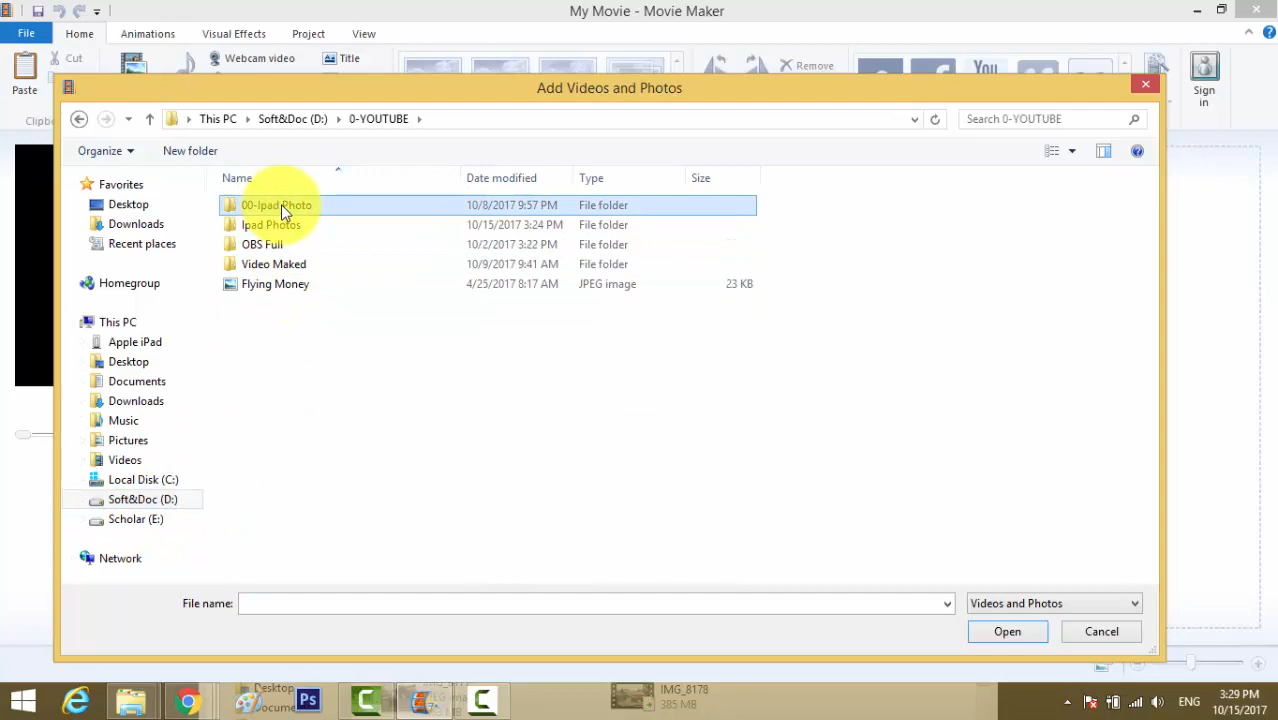 My Movie - Movie Maker
File Home Animations Visual Effects Project View
Cut Webcam video Title Remove
Paste You Sign in
Add Videos and Photos
This PC Soft&Doc (D:) 0-YOUTUBE Search 0-YOUTUBE
Organize New folder
Name Date modified Type Size
Favorites
Desktop
Downloads
Recent places
Homegroup
This PC
Apple iPad
Desktop
Documents
Downloads
Music
Pictures
Videos
Local Disk (C:)
Soft&Doc (D:)
Scholar (E:)
Network
00-Ipad Photo 10/8/2017 9:57 PM File folder
Ipad Photos 10/15/2017 3:24 PM File folder
OBS Full 10/2/2017 3:22 PM File folder
Video Maked 10/9/2017 9:41 AM File folder
Flying Money 4/25/2017 8:17 AM JPEG image 23 KB
File name: Videos and Photos
Open Cancel
Desktop
Ps
IMG_8178
385 MB
ENG
3:29 PM
10/15/2017